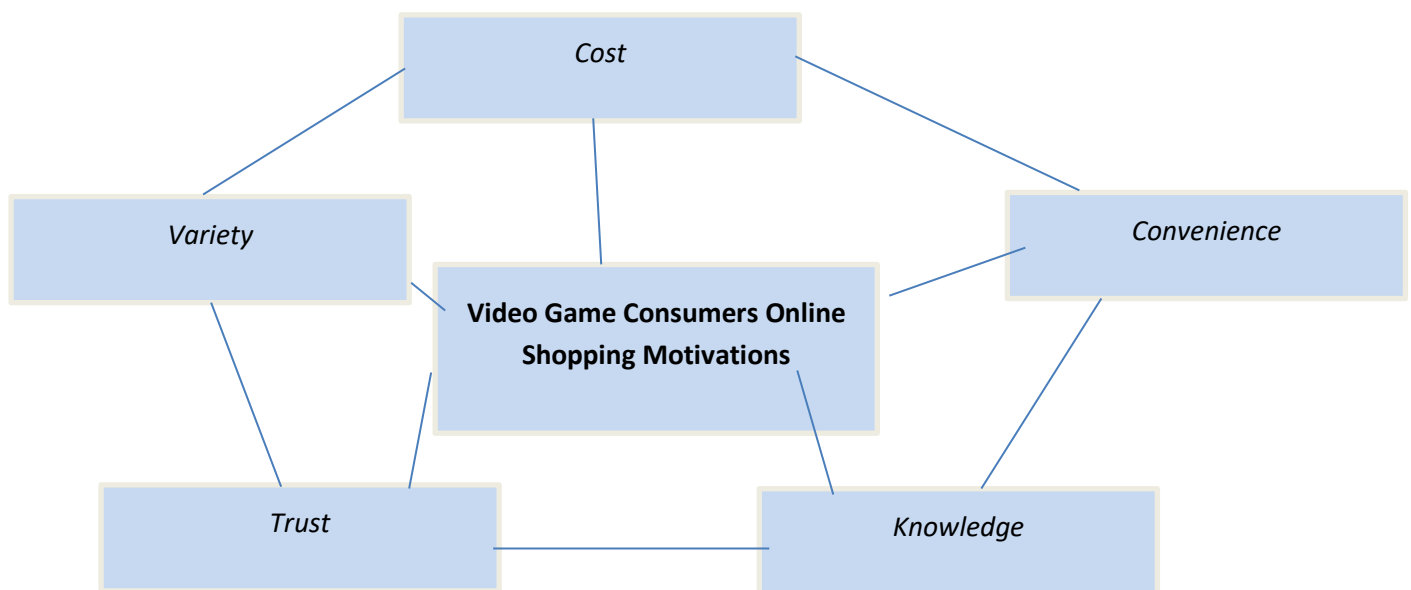 Cost
Variety
Convenience
Video Game Consumers Online
Shopping Motivations
Trust
Knowledge